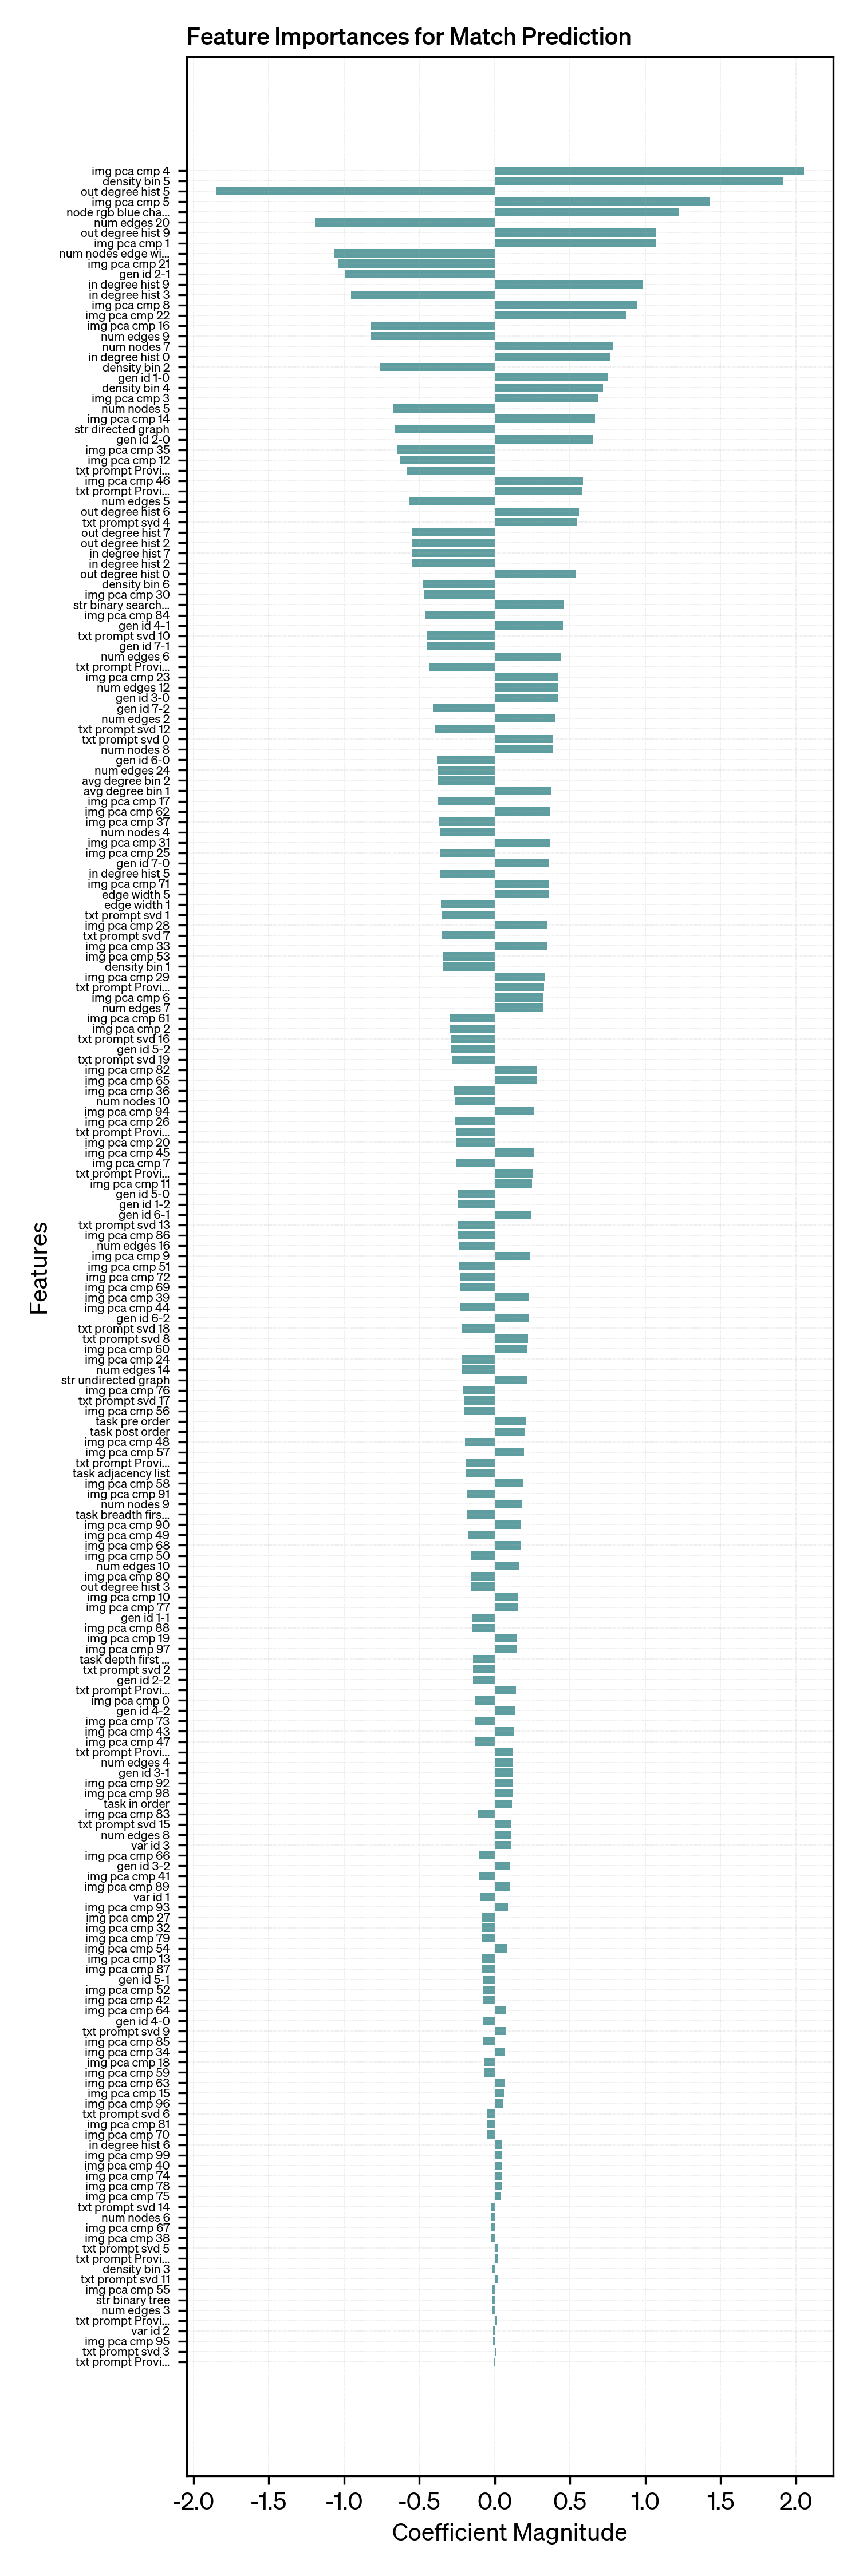 Feature Importances for Match Prediction
img pca cmp 4
density bin 5
out degree hist 5
img pca cmp 5
node rgb blue cha...
num edges 20
out degree hist 9
img pca cmp 1
num nodes edge wi...
img pca cmp 21
gen id 2-1
in degree hist 9
in degree hist 3
img pca cmp 8
img pca cmp 22
img pca cmp 16
num edges 9
num nodes 7
in degree hist 0
density bin 2
gen id 1-0
density bin 4
img pca cmp 3
num nodes 5
img pca cmp 14
str directed graph
gen id 2-0
img pca cmp 35
img pca cmp 12
txt prompt Provi...
img pca cmp 46
txt prompt Provi...
num edges 5
out degree hist 6
txt prompt svd 4
out degree hist 7
out degree hist 2
in degree hist 7
in degree hist 2
out degree hist 0
density bin 6
img pca cmp 30
str binary search...
img pca cmp 84
gen id 4-1
txt prompt svd 10
gen id 7-1
num edges 6
txt prompt Provi...
img pca cmp 23
num edges 12
gen id 3-0
gen id 7-2
num edges 2
txt prompt svd 12
txt prompt svd 0
num nodes 8
gen id 6-0
num edges 24
avg degree bin 2
avg degree bin 1
img pca cmp 17
img pca cmp 62
img pca cmp 37
num nodes 4
img pca cmp 31
img pca cmp 25
gen id 7-0
in degree hist 5
img pca cmp 71
edge width 5
edge width 1
txt prompt svd 1
img pca cmp 28
txt prompt svd 7
img pca cmp 33
img pca cmp 53
density bin 1
img pca cmp 29
txt prompt Provi...
img pca cmp 6
num edges 7
img pca cmp 61
img pca cmp 2
txt prompt svd 16
gen id 5-2
txt prompt svd 19
img pca cmp 82
img pca cmp 65
img pca cmp 36
num nodes 10
img pca cmp 94
img pca cmp 26
txt prompt Provi...
img pca cmp 20
img pca cmp 45
img pca cmp 7
txt prompt Provi...
img pca cmp 11
gen id 5-0
gen id 1-2
gen id 6-1
txt prompt svd 13
img pca cmp 86
num edges 16
img pca cmp 9
img pca cmp 51
img pca cmp 72
img pca cmp 69
img pca cmp 39
img pca cmp 44
gen id 6-2
txt prompt svd 18
txt prompt svd 8
img pca cmp 60
img pca cmp 24
num edges 14
str undirected graph
img pca cmp 76
txt prompt svd 17
img pca cmp 56
task pre order
task post order
img pca cmp 48
img pca cmp 57
txt prompt Provi...
task adjacency list
img pca cmp 58
img pca cmp 91
num nodes 9
task breadth firs...
img pca cmp 90
img pca cmp 49
img pca cmp 68
img pca cmp 50
num edges 10
img pca cmp 80
out degree hist 3
img pca cmp 10
img pca cmp 77
gen id 1-1
img pca cmp 88
img pca cmp 19
img pca cmp 97
task depth first ...
txt prompt svd 2
gen id 2-2
txt prompt Provi...
img pca cmp 0
gen id 4-2
img pca cmp 73
img pca cmp 43
img pca cmp 47
txt prompt Provi...
num edges 4
gen id 3-1
img pca cmp 92
img pca cmp 98
task in order
img pca cmp 83
txt prompt svd 15
num edges 8
var id 3
img pca cmp 66
gen id 3-2
img pca cmp 41
img pca cmp 89
var id 1
img pca cmp 93
img pca cmp 27
img pca cmp 32
img pca cmp 79
img pca cmp 54
img pca cmp 13
img pca cmp 87
gen id 5-1
img pca cmp 52
img pca cmp 42
img pca cmp 64
gen id 4-0
txt prompt svd 9
img pca cmp 85
img pca cmp 34
img pca cmp 18
img pca cmp 59
img pca cmp 63
img pca cmp 15
img pca cmp 96
txt prompt svd 6
img pca cmp 81
img pca cmp 70
in degree hist 6
img pca cmp 99
img pca cmp 40
img pca cmp 74
img pca cmp 78
img pca cmp 75
txt prompt svd 14
num nodes 6
img pca cmp 67
img pca cmp 38
txt prompt svd 5
txt prompt Provi...
density bin 3
txt prompt svd 11
img pca cmp 55
str binary tree
num edges 3
txt prompt Provi...
var id 2
img pca cmp 95
txt prompt svd 3
txt prompt Provi...
Features
-2.0 -1.5 -1.0 -0.5 0.0 0.5 1.0 1.5 2.0
Coefficient Magnitude